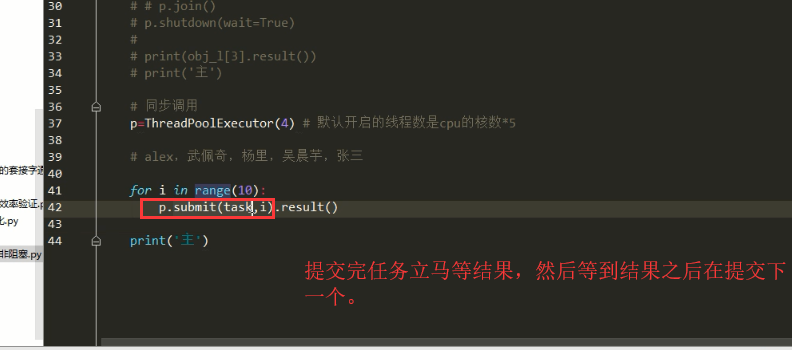 30 # # p.join()
31 # p.shutdown(wait=True)
32 #
33 # print(obj_l[3].result())
34 # print('主')
35
36 # 同步调用
37 p=ThreadPoolExecutor(4) # 默认开启的线程数是cpu的核数*5
38
39 # alex，武佩奇，杨里，吴晨芋，张三
40
的套接字通
41 for i in range(10):
效率验证.p
42 p.submit(task,i).result()
化.py
43
44 print('主')
非阻塞.py
提交完任务立马等结果，然后等到结果之后在提交下
一个。